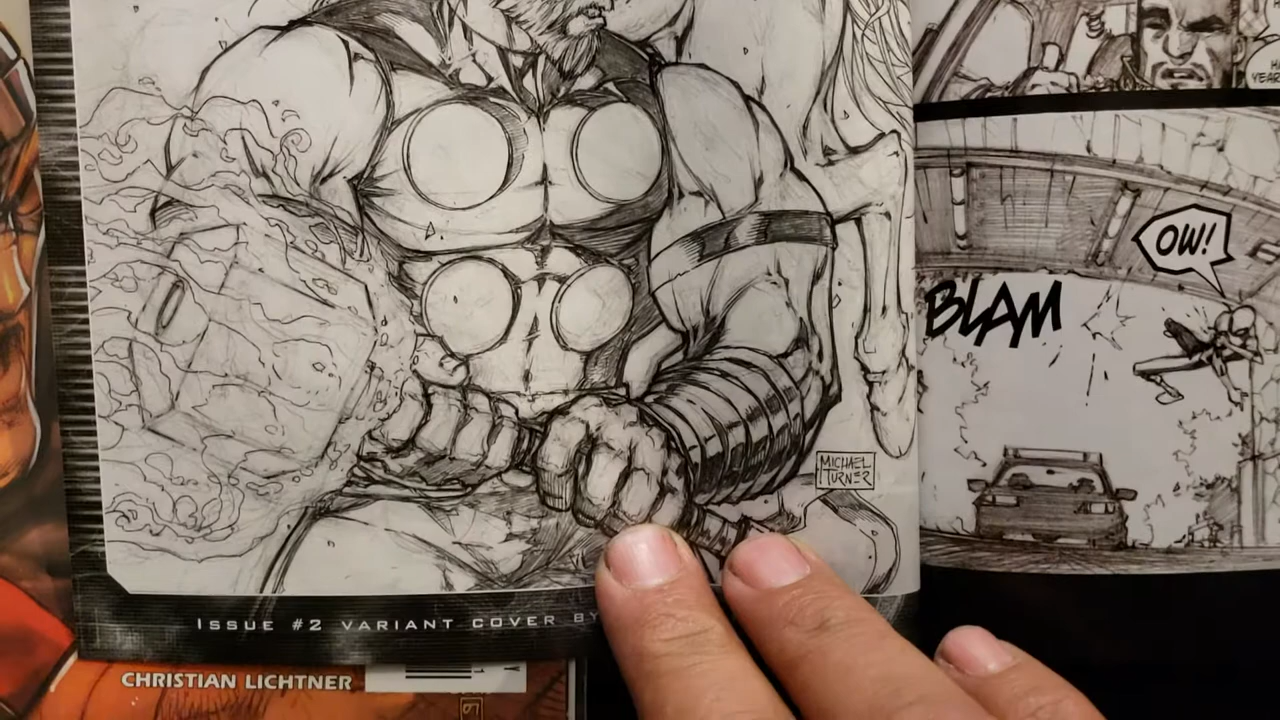 OW!
BLAM
MICHAEL
TURNER
ISSUE #2 VARIANT COVER BY
CHRISTIAN LICHTNER